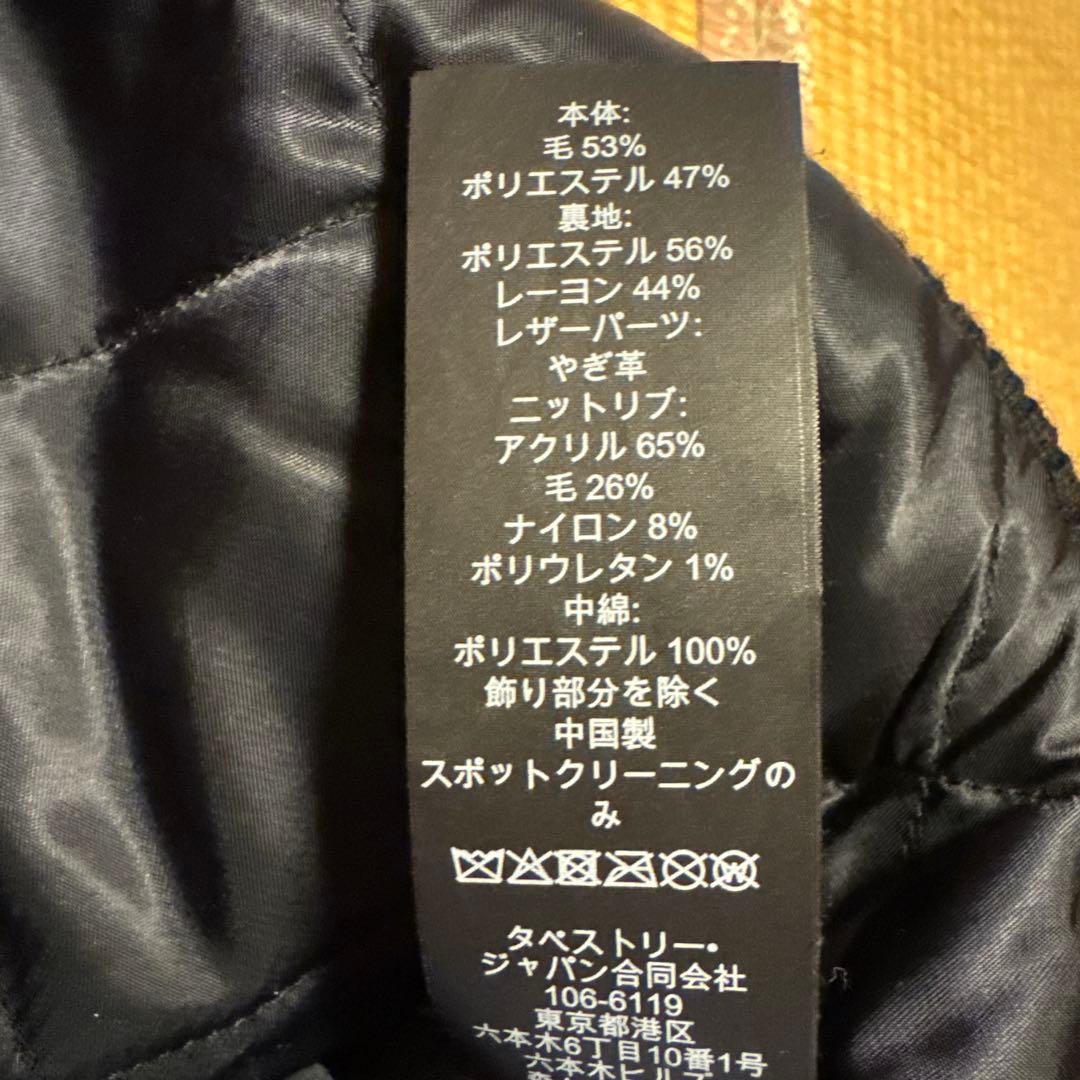 本体:
毛 53%
ポリエステル 47%
裏地:
ポリエステル 56%
レーヨン 44%
レザーパーツ:
やぎ革
ニットリブ:
アクリル 65%
毛 26%
ナイロン 8%
ポリウレタン 1%
中綿:
ポリエステル 100%
飾り部分を除く
中国製
スポットクリーニングの
み
タペストリー•
ジャパン合同会社
106-6119
東京都港区
六本木6丁目10番1号
六本木ヒルズ